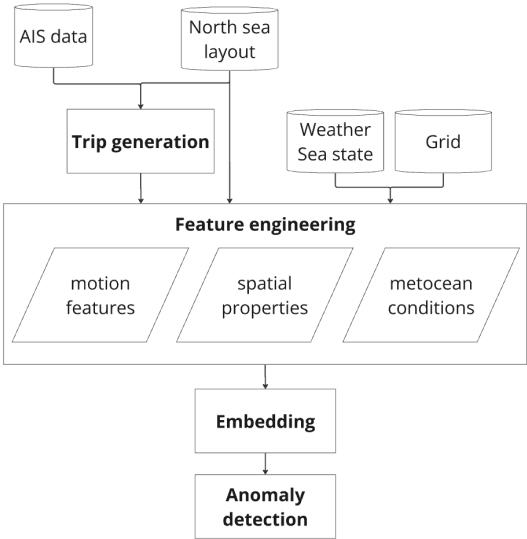 AIS data
North sea
layout
Trip generation
Weather
Sea state
Grid
Feature engineering
motion
features
spatial
properties
metocean
conditions
Embedding
Anomaly
detection